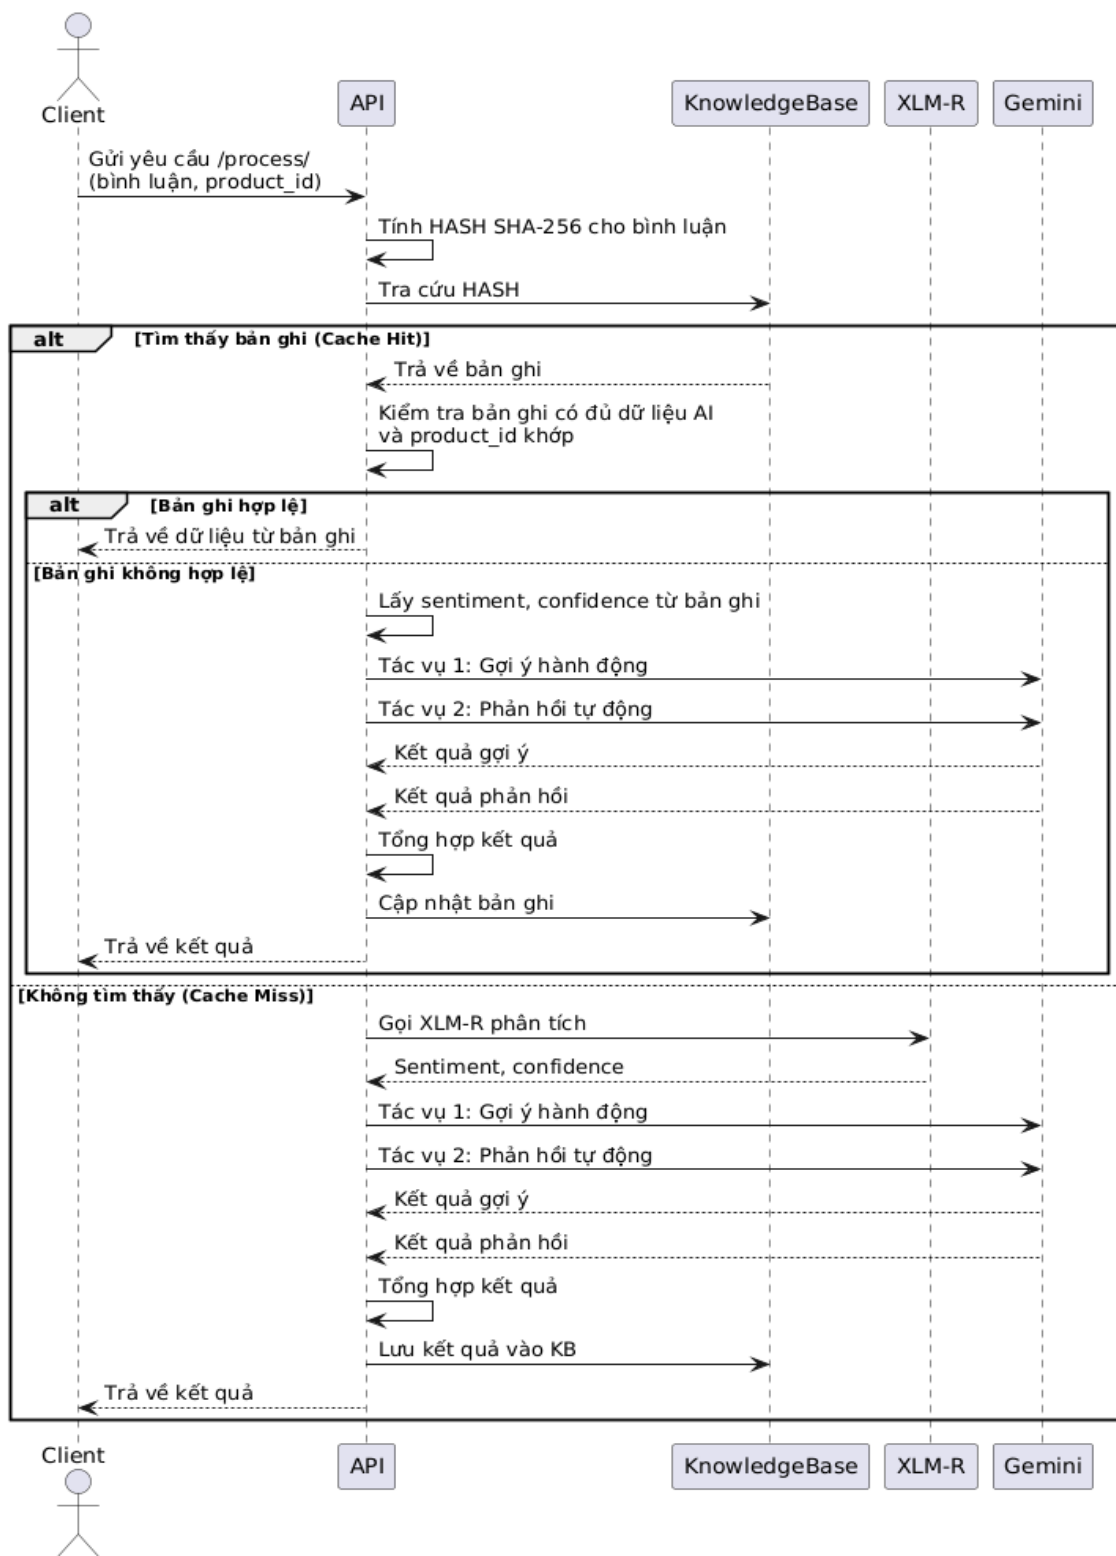 Client
API
KnowledgeBase
XLM-R
Gemini
Gửi yêu cầu /process/
(bình luận, product_id)
Tính HASH SHA-256 cho bình luận
Tra cứu HASH
alt
[Tìm thấy bản ghi (Cache Hit)]
Trả về bản ghi
Kiểm tra bản ghi có đủ dữ liệu AI
và product_id khớp
alt
[Bản ghi hợp lệ]
Trả về dữ liệu từ bản ghi
[Bản ghi không hợp lệ]
Lấy sentiment, confidence từ bản ghi
Tác vụ 1: Gợi ý hành động
Tác vụ 2: Phản hồi tự động
Kết quả gợi ý
Kết quả phản hồi
Tổng hợp kết quả
Cập nhật bản ghi
Trả về kết quả
[Không tìm thấy (Cache Miss)]
Gọi XLM-R phân tích
Sentiment, confidence
Tác vụ 1: Gợi ý hành động
Tác vụ 2: Phản hồi tự động
Kết quả gợi ý
Kết quả phản hồi
Tổng hợp kết quả
Lưu kết quả vào KB
Trả về kết quả
Client
API
KnowledgeBase
XLM-R
Gemini